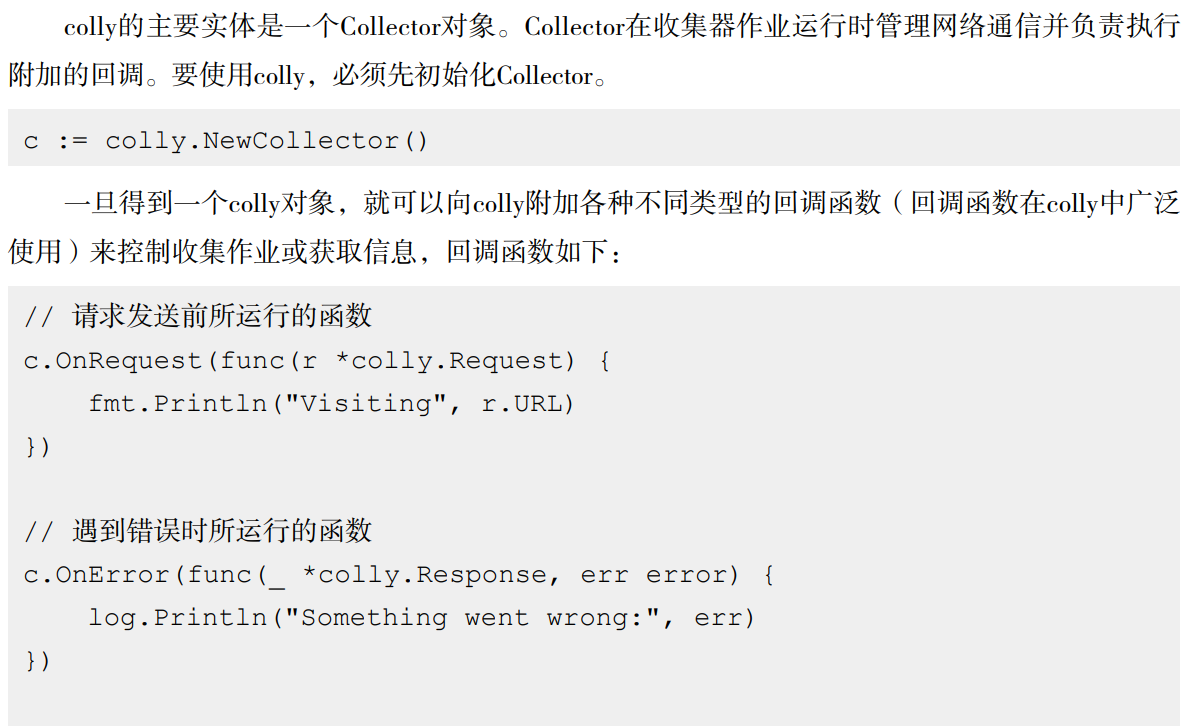 colly的主要实体是一个Collector对象。Collector在收集器作业运行时管理网络通信并负责执行
附加的回调。要使用colly，必须先初始化Collector。
c := colly.NewCollector()
一旦得到一个colly对象，就可以向colly附加各种不同类型的回调函数（回调函数在colly中广泛
使用）来控制收集作业或获取信息，回调函数如下：
// 请求发送前所运行的函数
c.OnRequest(func(r *colly.Request) {
    fmt.Println("Visiting", r.URL)
})
// 遇到错误时所运行的函数
c.OnError(func(_ *colly.Response, err error) {
    log.Println("Something went wrong:", err)
})